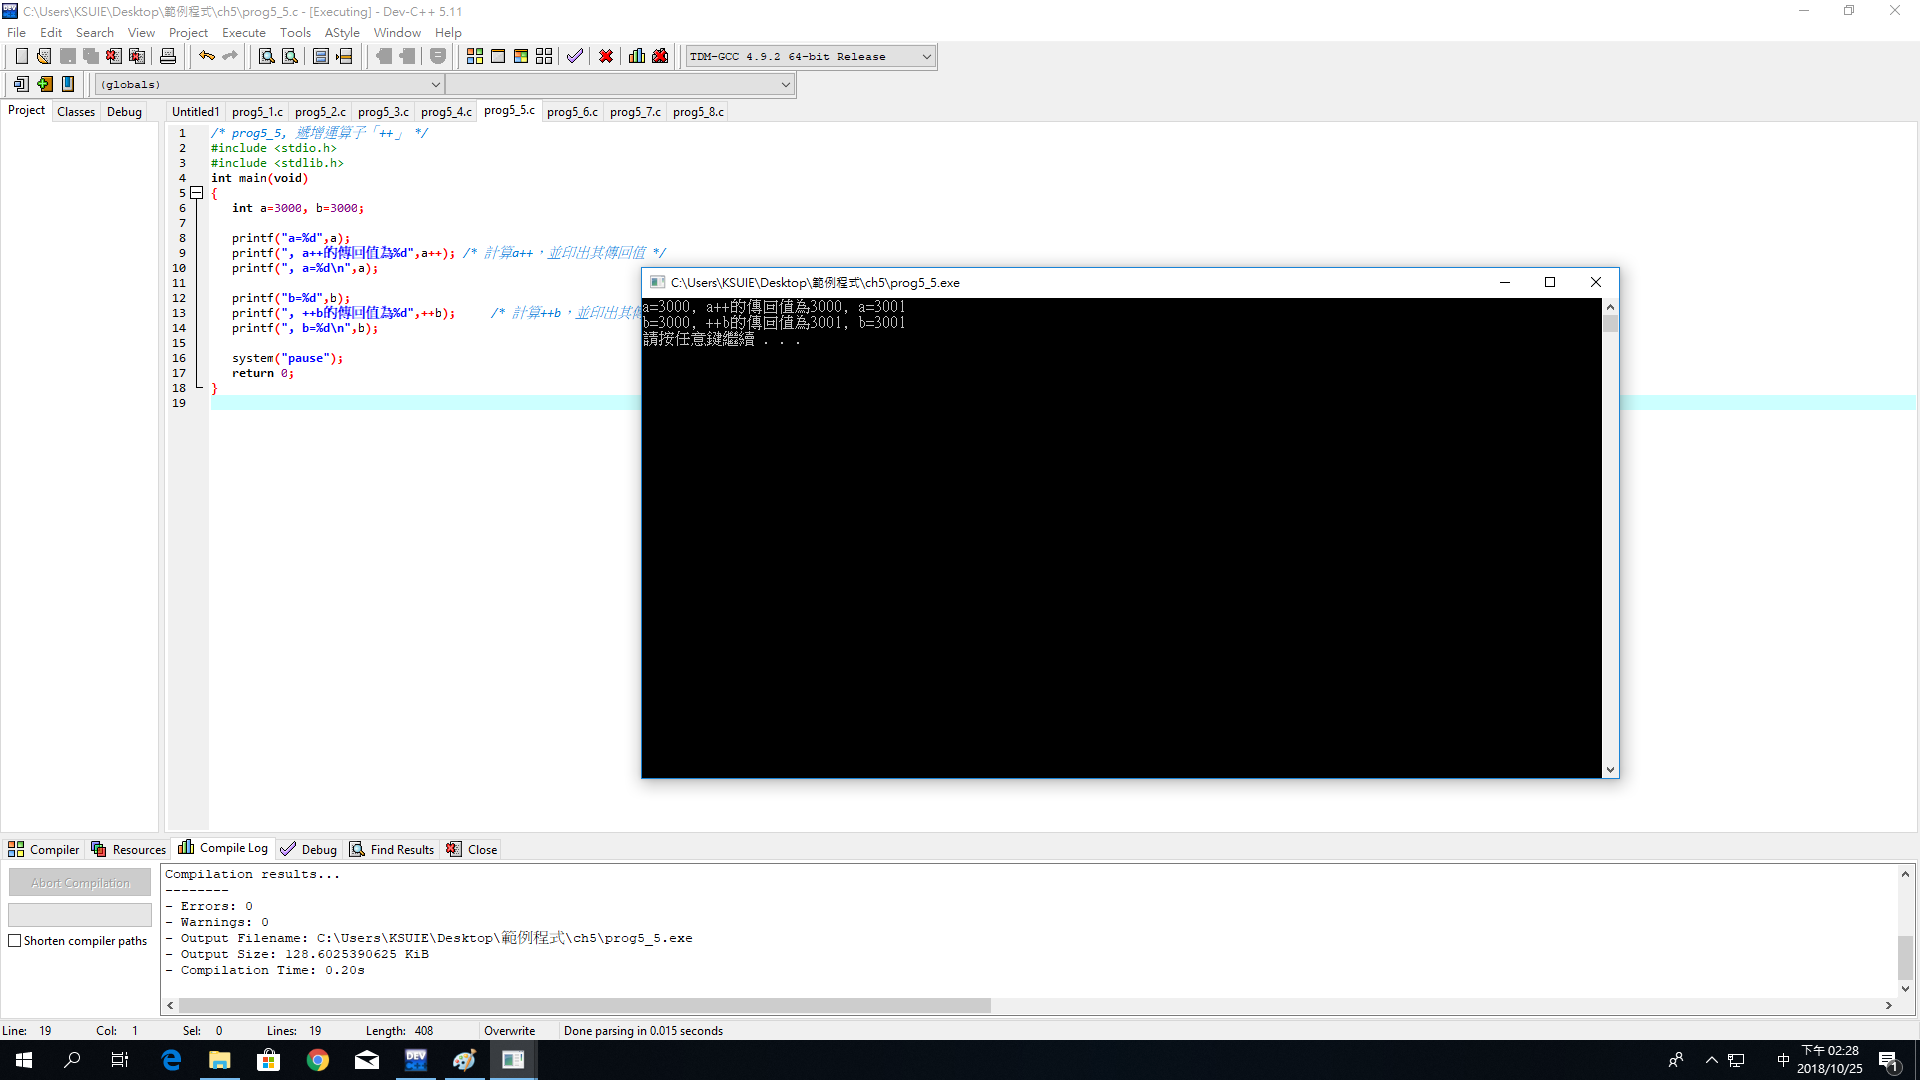 C:\Users\KSUIE\Desktop\範例程式\ch5\prog5_5.c - [Executing] - Dev-C++ 5.11
File Edit Search View Project Execute Tools AStyle Window Help
TDM-GCC 4.9.2 64-bit Release
(globals)
Project Classes Debug Untitled1 prog5_1.c prog5_2.c prog5_3.c prog5_4.c prog5_5.c prog5_6.c prog5_7.c prog5_8.c
1 /* prog5_5, 遞增運算子「++」 */
2 #include <stdio.h>
3 #include <stdlib.h>
4 int main(void)
5 {
6 int a=3000, b=3000;
7
8 printf("a=%d",a);
9 printf(", a++的傳回值為%d",a++); /* 計算a++，並印出其傳回值 */
10 printf(", a=%d\n",a);
11
12 printf("b=%d",b);
13 printf(", ++b的傳回值為%d",++b); /* 計算++b，並印出其
14 printf(", b=%d\n",b);
15
16 system("pause");
17 return 0;
18 }
19
C:\Users\KSUIE\Desktop\範例程式\ch5\prog5_5.exe
a=3000, a++的傳回值為3000, a=3001
b=3000, ++b的傳回值為3001, b=3001
請按任意鍵繼續 . . .
Compiler Resources Compile Log Debug Find Results Close
Abort Compilation
Shorten compiler paths
Compilation results...
--------
- Errors: 0
- Warnings: 0
- Output Filename: C:\Users\KSUIE\Desktop\範例程式\ch5\prog5_5.exe
- Output Size: 128.6025390625 KiB
- Compilation Time: 0.20s
Line: 19 Col: 1 Sel: 0 Lines: 19 Length: 408 Overwrite Done parsing in 0.015 seconds
DEV
中
下午 02:28
2018/10/25
1